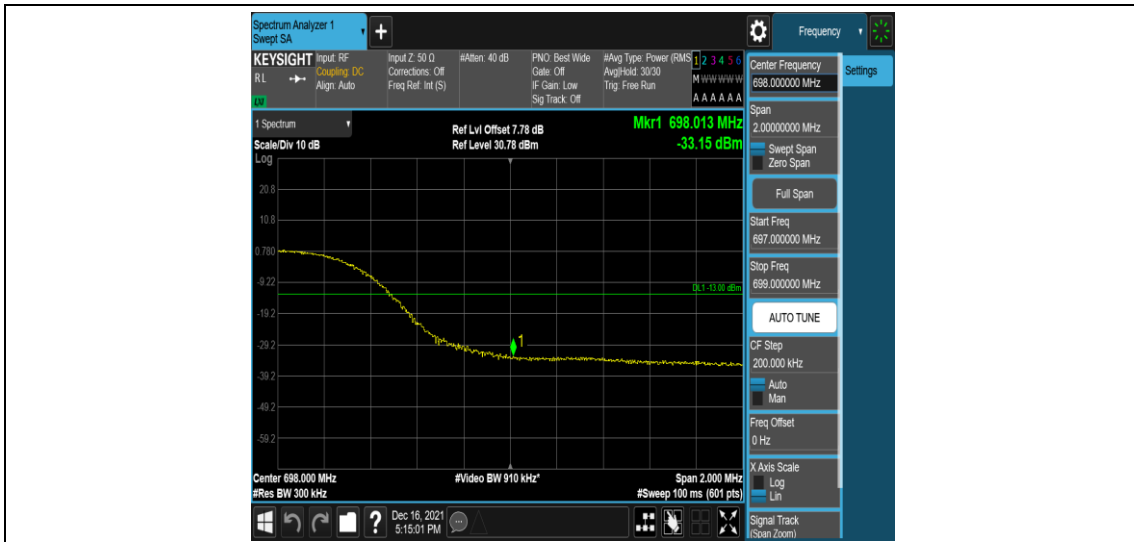 Spectrum Analyzer 1
Swept SA
+
Frequency
KEYSIGHT
RL
LXI
Input: RF
Coupling: DC
Align: Auto
Input Z: 50 Ω
Corrections: Off
Freq Ref: Int (S)
#Atten: 40 dB
PNO: Best Wide
Gate: Off
IF Gain: Low
Sig Track: Off
#Avg Type: Power (RMS
Avg|Hold: 30/30
Trig: Free Run
1 2 3 4 5 6
M W W W W W
A A A A A A
1 Spectrum
Scale/Div 10 dB
Log
Ref Lvl Offset 7.78 dB
Ref Level 30.78 dBm
Mkr1 698.013 MHz
-33.15 dBm
20.8
10.8
0.780
-9.22
-19.2
-29.2
-39.2
-49.2
-59.2
DL1 -13.00 dBm
1
Center 698.000 MHz
#Res BW 300 kHz
#Video BW 910 kHz*
Span 2.000 MHz
#Sweep 100 ms (601 pts)
?
Dec 16, 2021
5:15:01 PM
Center Frequency
698.000000 MHz
Settings
Span
2.00000000 MHz
Swept Span
Zero Span
Full Span
Start Freq
697.000000 MHz
Stop Freq
699.000000 MHz
AUTO TUNE
CF Step
200.000 kHz
Auto
Man
Freq Offset
0 Hz
X Axis Scale
Log
Lin
Signal Track
(Span Zoom)